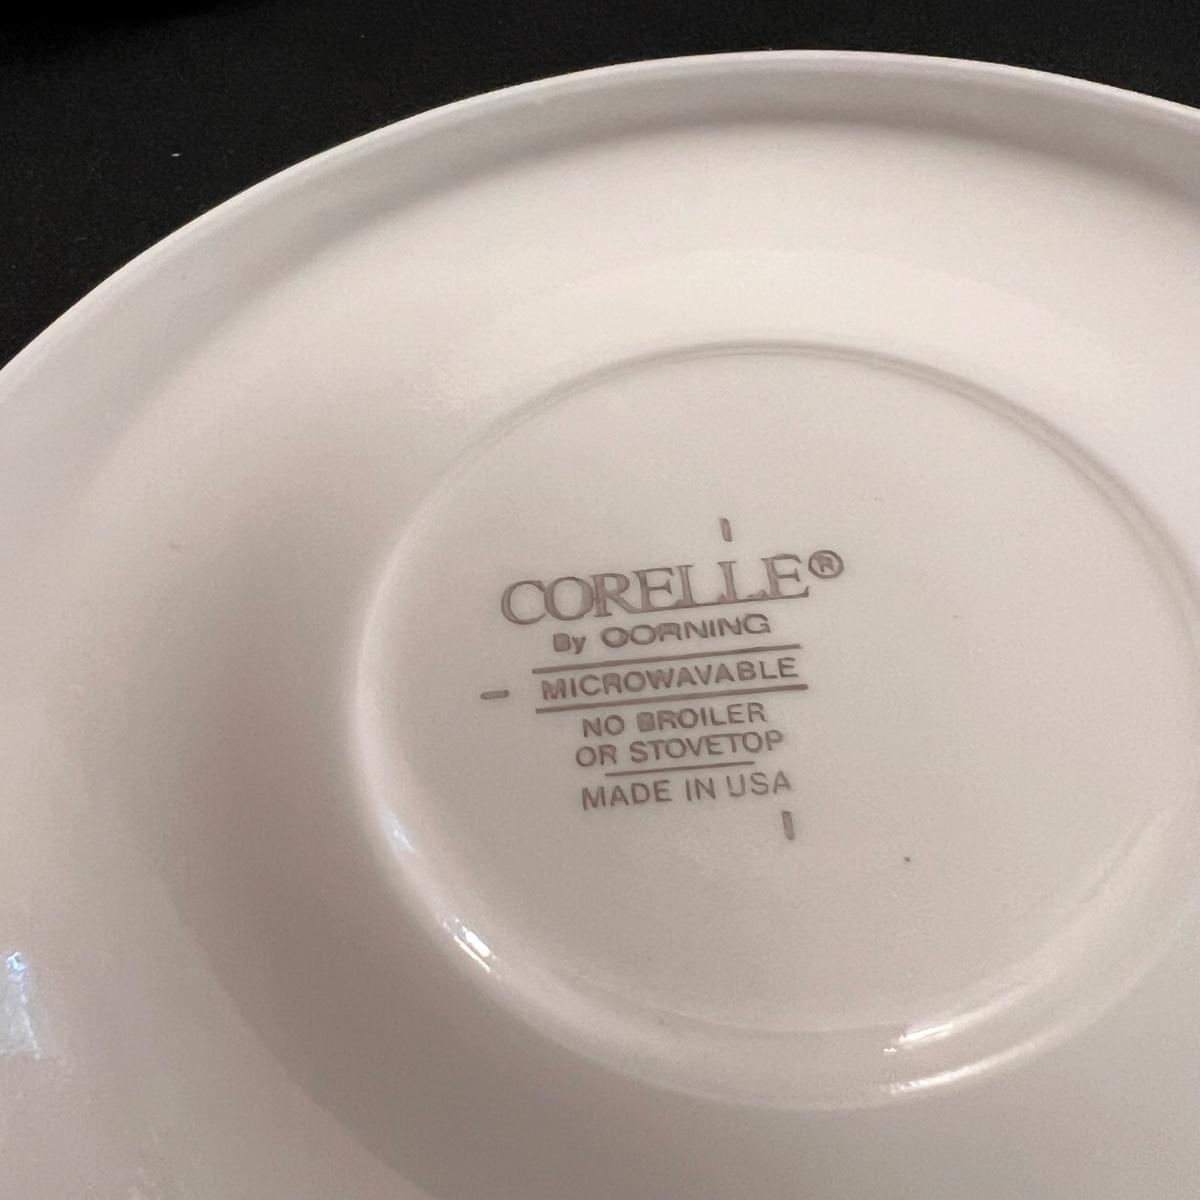 CORELLE®
By CORNING
MICROWAVABLE
NO BROILER
OR STOVETOP
MADE IN USA